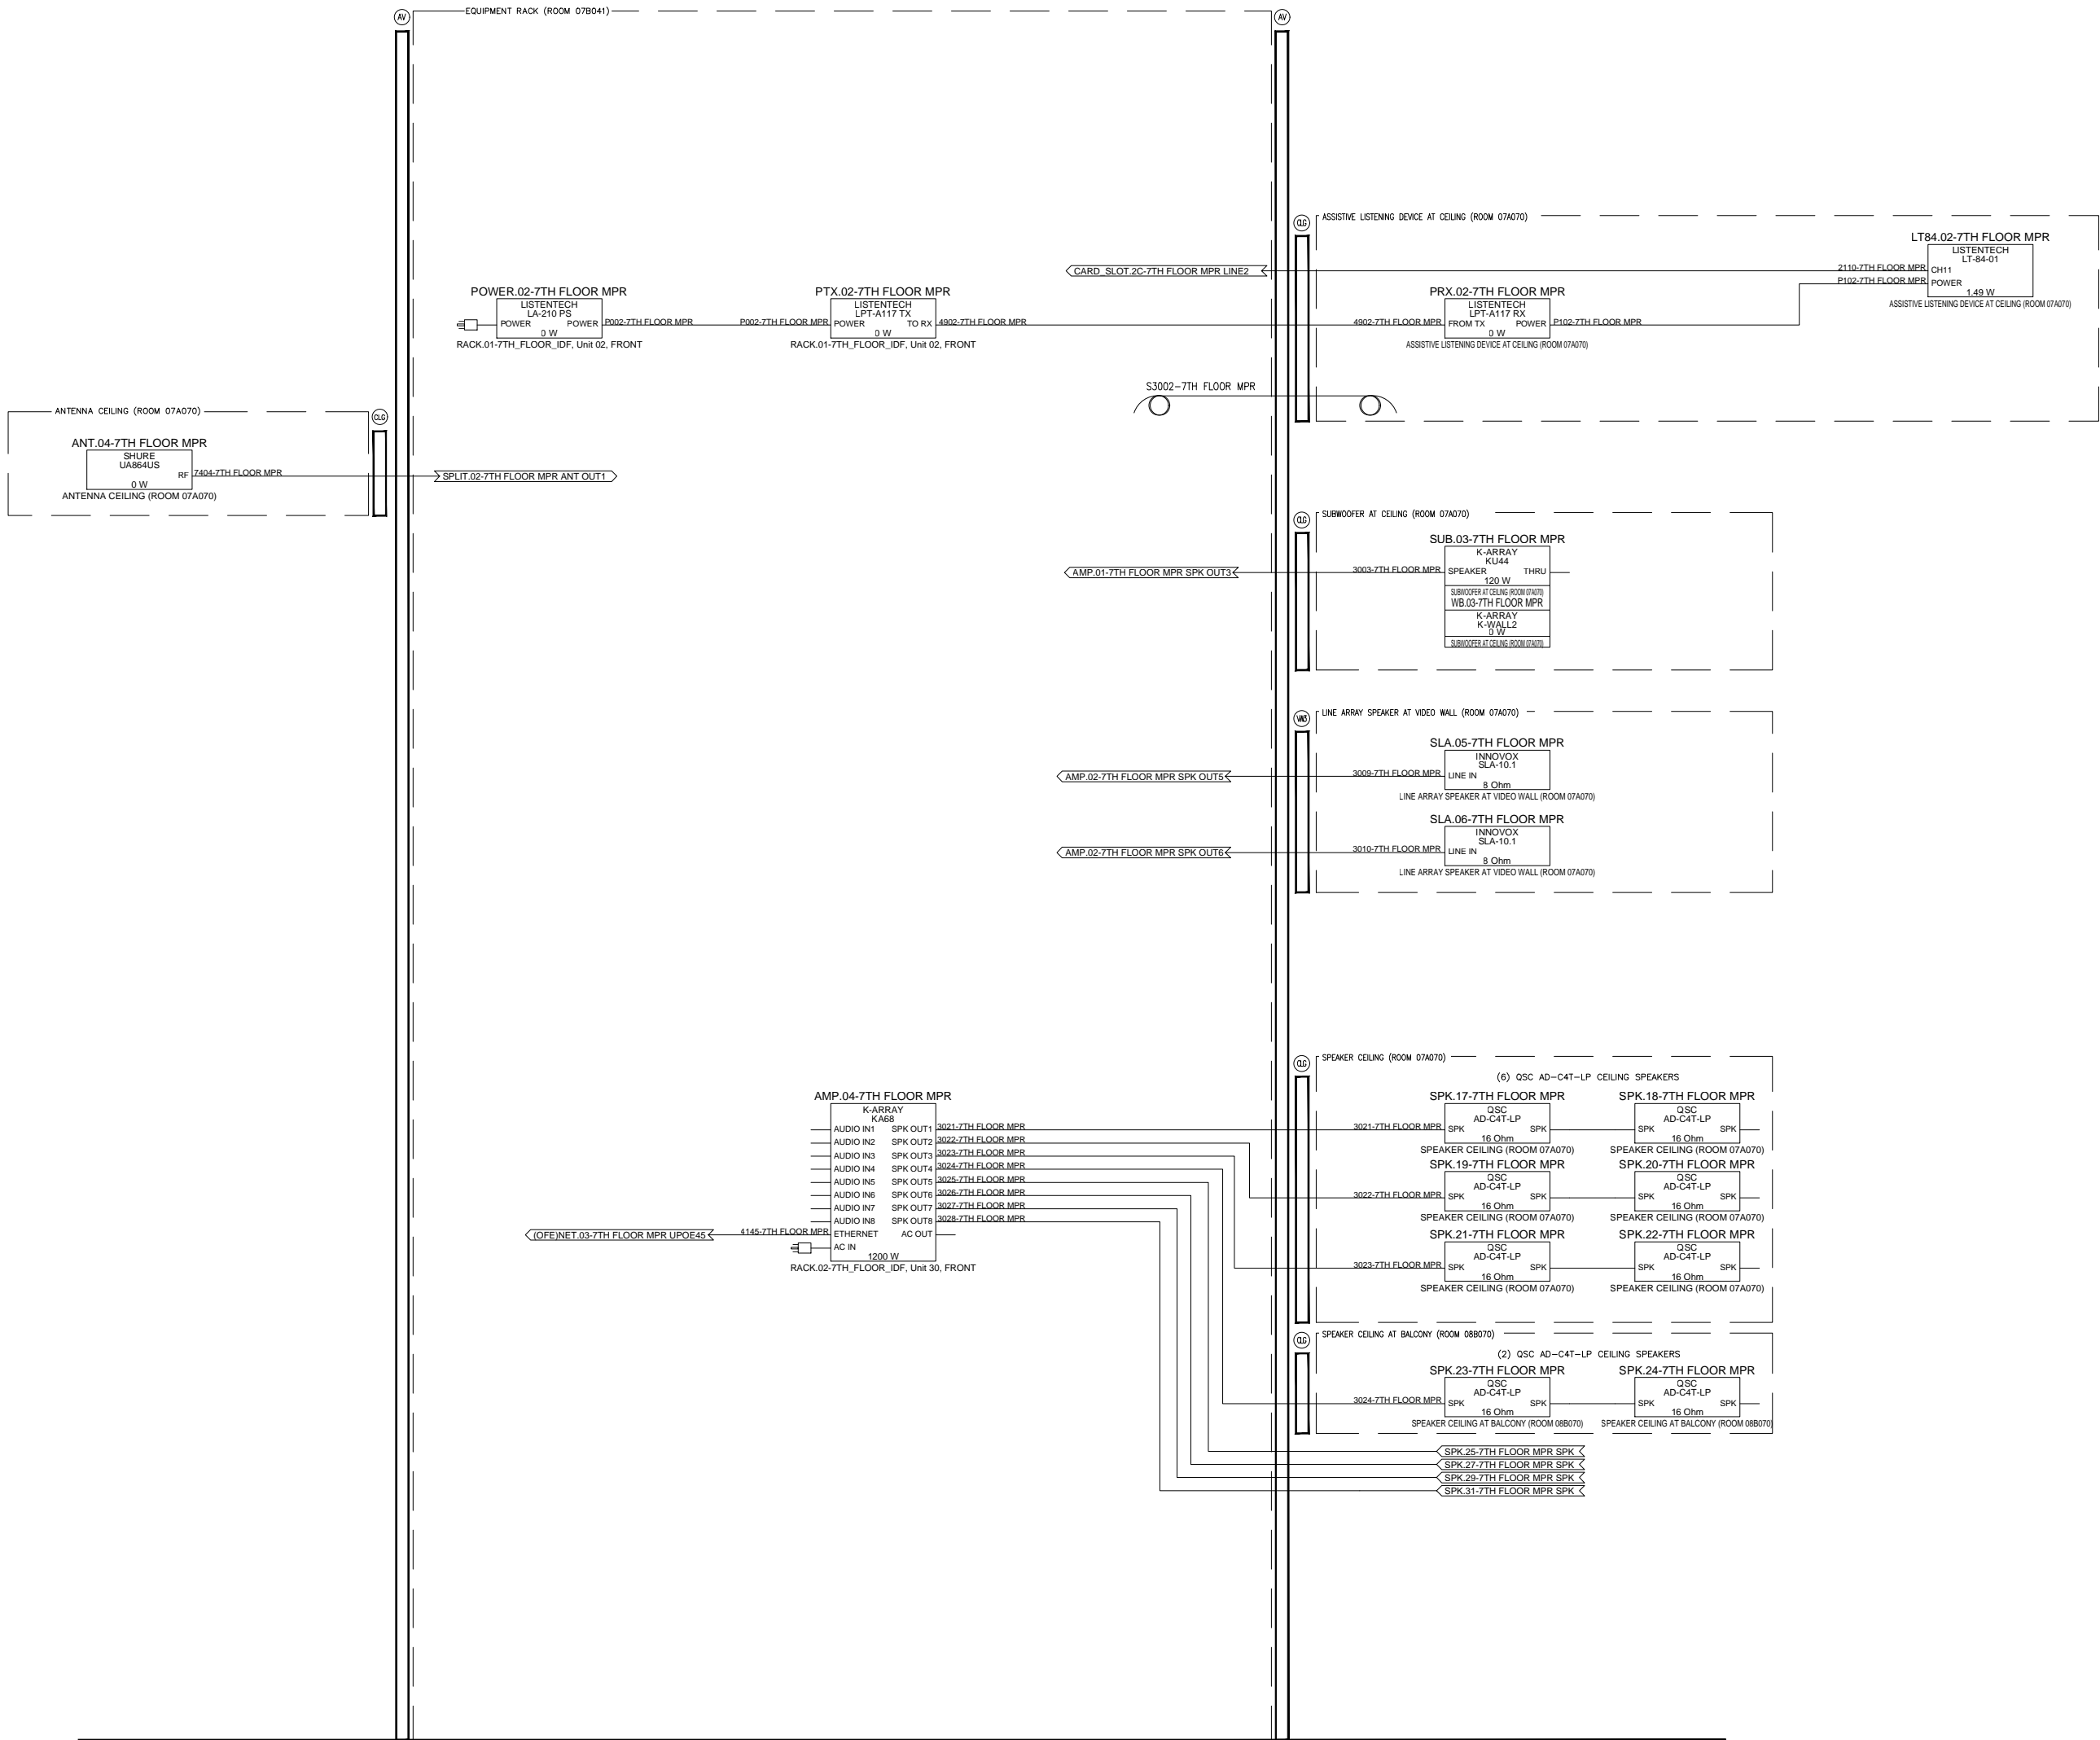 AV
EQUIPMENT RACK (ROOM 07B041)
AV
CLG
ASSISTIVE LISTENING DEVICE AT CEILING (ROOM 07A070)
LT84.02-7TH FLOOR MPR
LISTENTECH
LT-84-01
CARD_SLOT.2C-7TH FLOOR MPR LINE2
2110-7TH FLOOR MPR
CH11
P102-7TH FLOOR MPR
POWER
1.49 W
ASSISTIVE LISTENING DEVICE AT CEILING (ROOM 07A070)
POWER.02-7TH FLOOR MPR
LISTENTECH
LA-210 PS
POWER
POWER
P002-7TH FLOOR MPR
0 W
RACK.01-7TH_FLOOR_IDF, Unit 02, FRONT
PTX.02-7TH FLOOR MPR
LISTENTECH
LPT-A117 TX
P002-7TH FLOOR MPR
POWER
TO RX
4902-7TH FLOOR MPR
0 W
RACK.01-7TH_FLOOR_IDF, Unit 02, FRONT
PRX.02-7TH FLOOR MPR
LISTENTECH
LPT-A117 RX
4902-7TH FLOOR MPR
FROM TX
POWER
P102-7TH FLOOR MPR
0 W
ASSISTIVE LISTENING DEVICE AT CEILING (ROOM 07A070)
S3002-7TH FLOOR MPR
ANTENNA CEILING (ROOM 07A070)
CLG
ANT.04-7TH FLOOR MPR
SHURE
UA864US
RF
7404-7TH FLOOR MPR
0 W
ANTENNA CEILING (ROOM 07A070)
SPLIT.02-7TH FLOOR MPR ANT OUT1
CLG
SUBWOOFER AT CEILING (ROOM 07A070)
SUB.03-7TH FLOOR MPR
K-ARRAY
KU44
AMP.01-7TH FLOOR MPR SPK OUT3
3003-7TH FLOOR MPR
SPEAKER
THRU
120 W
SUBWOOFER AT CEILING (ROOM 07A070)
WB.03-7TH FLOOR MPR
K-ARRAY
K-WALL2
0 W
SUBWOOFER AT CEILING (ROOM 07A070)
VW3
LINE ARRAY SPEAKER AT VIDEO WALL (ROOM 07A070)
SLA.05-7TH FLOOR MPR
INNOVOX
SLA-10.1
AMP.02-7TH FLOOR MPR SPK OUT5
3009-7TH FLOOR MPR
LINE IN
8 Ohm
LINE ARRAY SPEAKER AT VIDEO WALL (ROOM 07A070)
SLA.06-7TH FLOOR MPR
INNOVOX
SLA-10.1
AMP.02-7TH FLOOR MPR SPK OUT6
3010-7TH FLOOR MPR
LINE IN
8 Ohm
LINE ARRAY SPEAKER AT VIDEO WALL (ROOM 07A070)
AMP.04-7TH FLOOR MPR
K-ARRAY
KA68
AUDIO IN1
SPK OUT1
3021-7TH FLOOR MPR
AUDIO IN2
SPK OUT2
3022-7TH FLOOR MPR
AUDIO IN3
SPK OUT3
3023-7TH FLOOR MPR
AUDIO IN4
SPK OUT4
3024-7TH FLOOR MPR
AUDIO IN5
SPK OUT5
3025-7TH FLOOR MPR
AUDIO IN6
SPK OUT6
3026-7TH FLOOR MPR
AUDIO IN7
SPK OUT7
3027-7TH FLOOR MPR
AUDIO IN8
SPK OUT8
3028-7TH FLOOR MPR
(OFE)NET.03-7TH FLOOR MPR UPOE45
4145-7TH FLOOR MPR
ETHERNET
AC OUT
AC IN
1200 W
RACK.02-7TH_FLOOR_IDF, Unit 30, FRONT
CLG
SPEAKER CEILING (ROOM 07A070)
(6) QSC AD-C4T-LP CEILING SPEAKERS
SPK.17-7TH FLOOR MPR
QSC
AD-C4T-LP
3021-7TH FLOOR MPR
SPK
SPK
16 Ohm
SPEAKER CEILING (ROOM 07A070)
SPK.18-7TH FLOOR MPR
QSC
AD-C4T-LP
SPK
SPK
16 Ohm
SPEAKER CEILING (ROOM 07A070)
SPK.19-7TH FLOOR MPR
QSC
AD-C4T-LP
3022-7TH FLOOR MPR
SPK
SPK
16 Ohm
SPEAKER CEILING (ROOM 07A070)
SPK.20-7TH FLOOR MPR
QSC
AD-C4T-LP
SPK
SPK
16 Ohm
SPEAKER CEILING (ROOM 07A070)
SPK.21-7TH FLOOR MPR
QSC
AD-C4T-LP
3023-7TH FLOOR MPR
SPK
SPK
16 Ohm
SPEAKER CEILING (ROOM 07A070)
SPK.22-7TH FLOOR MPR
QSC
AD-C4T-LP
SPK
SPK
16 Ohm
SPEAKER CEILING (ROOM 07A070)
CLG
SPEAKER CEILING AT BALCONY (ROOM 08B070)
(2) QSC AD-C4T-LP CEILING SPEAKERS
SPK.23-7TH FLOOR MPR
QSC
AD-C4T-LP
3024-7TH FLOOR MPR
SPK
SPK
16 Ohm
SPEAKER CEILING AT BALCONY (ROOM 08B070)
SPK.24-7TH FLOOR MPR
QSC
AD-C4T-LP
SPK
SPK
16 Ohm
SPEAKER CEILING AT BALCONY (ROOM 08B070)
SPK.25-7TH FLOOR MPR SPK
SPK.27-7TH FLOOR MPR SPK
SPK.29-7TH FLOOR MPR SPK
SPK.31-7TH FLOOR MPR SPK